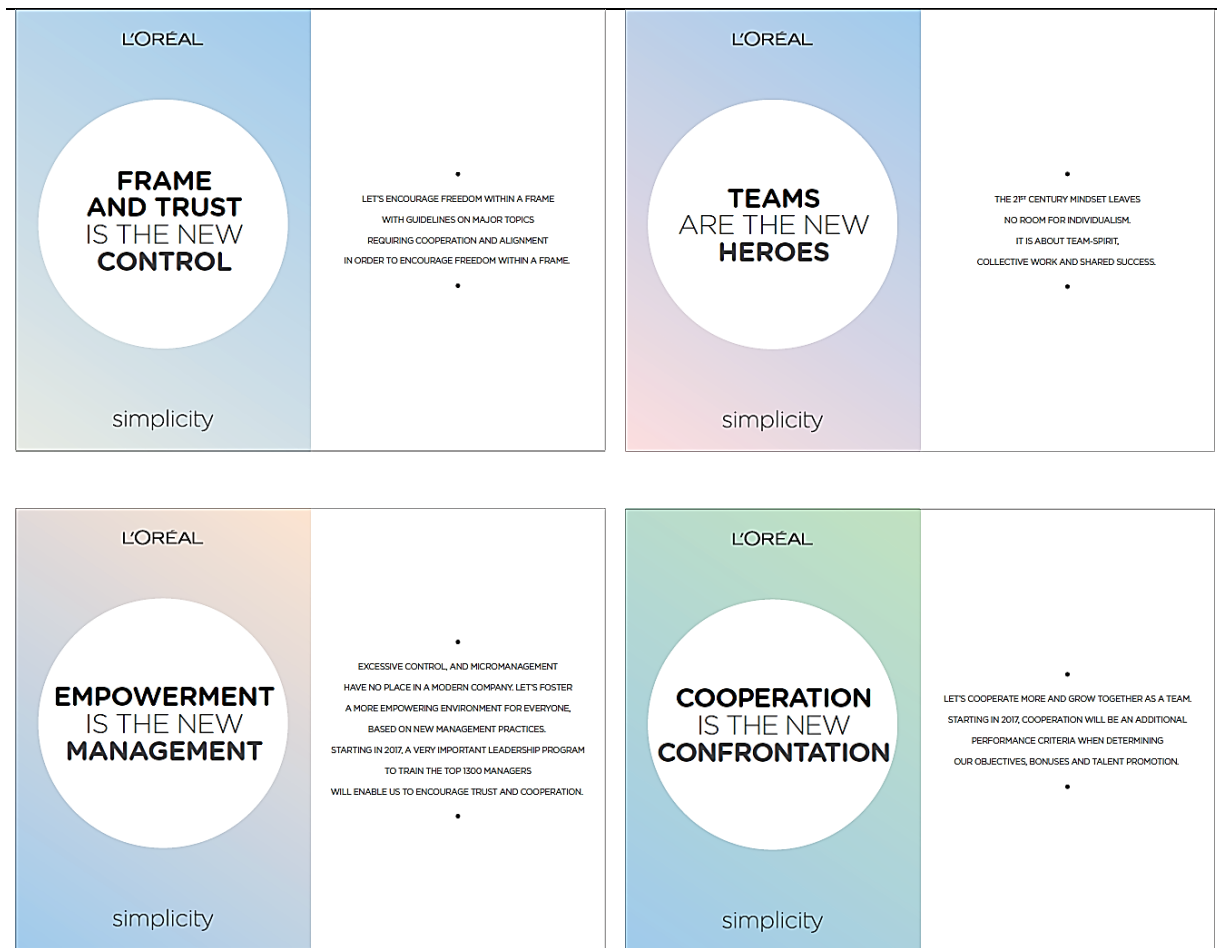 L'ORÉAL
FRAME
AND TRUST
IS THE NEW
CONTROL
simplicity
•
LET'S ENCOURAGE FREEDOM WITHIN A FRAME
WITH GUIDELINES ON MAJOR TOPICS
REQUIRING COOPERATION AND ALIGNMENT
IN ORDER TO ENCOURAGE FREEDOM WITHIN A FRAME.
•
L'ORÉAL
TEAMS
ARE THE NEW
HEROES
simplicity
•
THE 21ST CENTURY MINDSET LEAVES
NO ROOM FOR INDIVIDUALISM.
IT IS ABOUT TEAM-SPIRIT,
COLLECTIVE WORK AND SHARED SUCCESS.
•
L'ORÉAL
EMPOWERMENT
IS THE NEW
MANAGEMENT
simplicity
•
EXCESSIVE CONTROL, AND MICROMANAGEMENT
HAVE NO PLACE IN A MODERN COMPANY. LET'S FOSTER
A MORE EMPOWERING ENVIRONMENT FOR EVERYONE,
BASED ON NEW MANAGEMENT PRACTICES.
STARTING IN 2017, A VERY IMPORTANT LEADERSHIP PROGRAM
TO TRAIN THE TOP 1300 MANAGERS
WILL ENABLE US TO ENCOURAGE TRUST AND COOPERATION.
•
L'ORÉAL
COOPERATION
IS THE NEW
CONFRONTATION
simplicity
•
LET'S COOPERATE MORE AND GROW TOGETHER AS A TEAM.
STARTING IN 2017, COOPERATION WILL BE AN ADDITIONAL
PERFORMANCE CRITERIA WHEN DETERMINING
OUR OBJECTIVES, BONUSES AND TALENT PROMOTION.
•